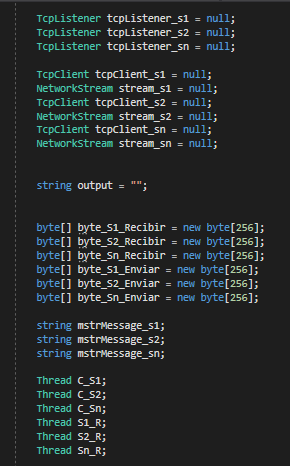 TcpListener tcpListener_s1 = null;
TcpListener tcpListener_s2 = null;
TcpListener tcpListener_sn = null;
TcpClient tcpClient_s1 = null;
NetworkStream stream_s1 = null;
TcpClient tcpClient_s2 = null;
NetworkStream stream_s2 = null;
TcpClient tcpClient_sn = null;
NetworkStream stream_sn = null;
string output = "";
byte[] byte_S1_Recibir = new byte[256];
byte[] byte_S2_Recibir = new byte[256];
byte[] byte_Sn_Recibir = new byte[256];
byte[] byte_S1_Enviar = new byte[256];
byte[] byte_S2_Enviar = new byte[256];
byte[] byte_Sn_Enviar = new byte[256];
string mstrMessage_s1;
string mstrMessage_s2;
string mstrMessage_sn;
Thread C_S1;
Thread C_S2;
Thread C_Sn;
Thread S1_R;
Thread S2_R;
Thread Sn_R;